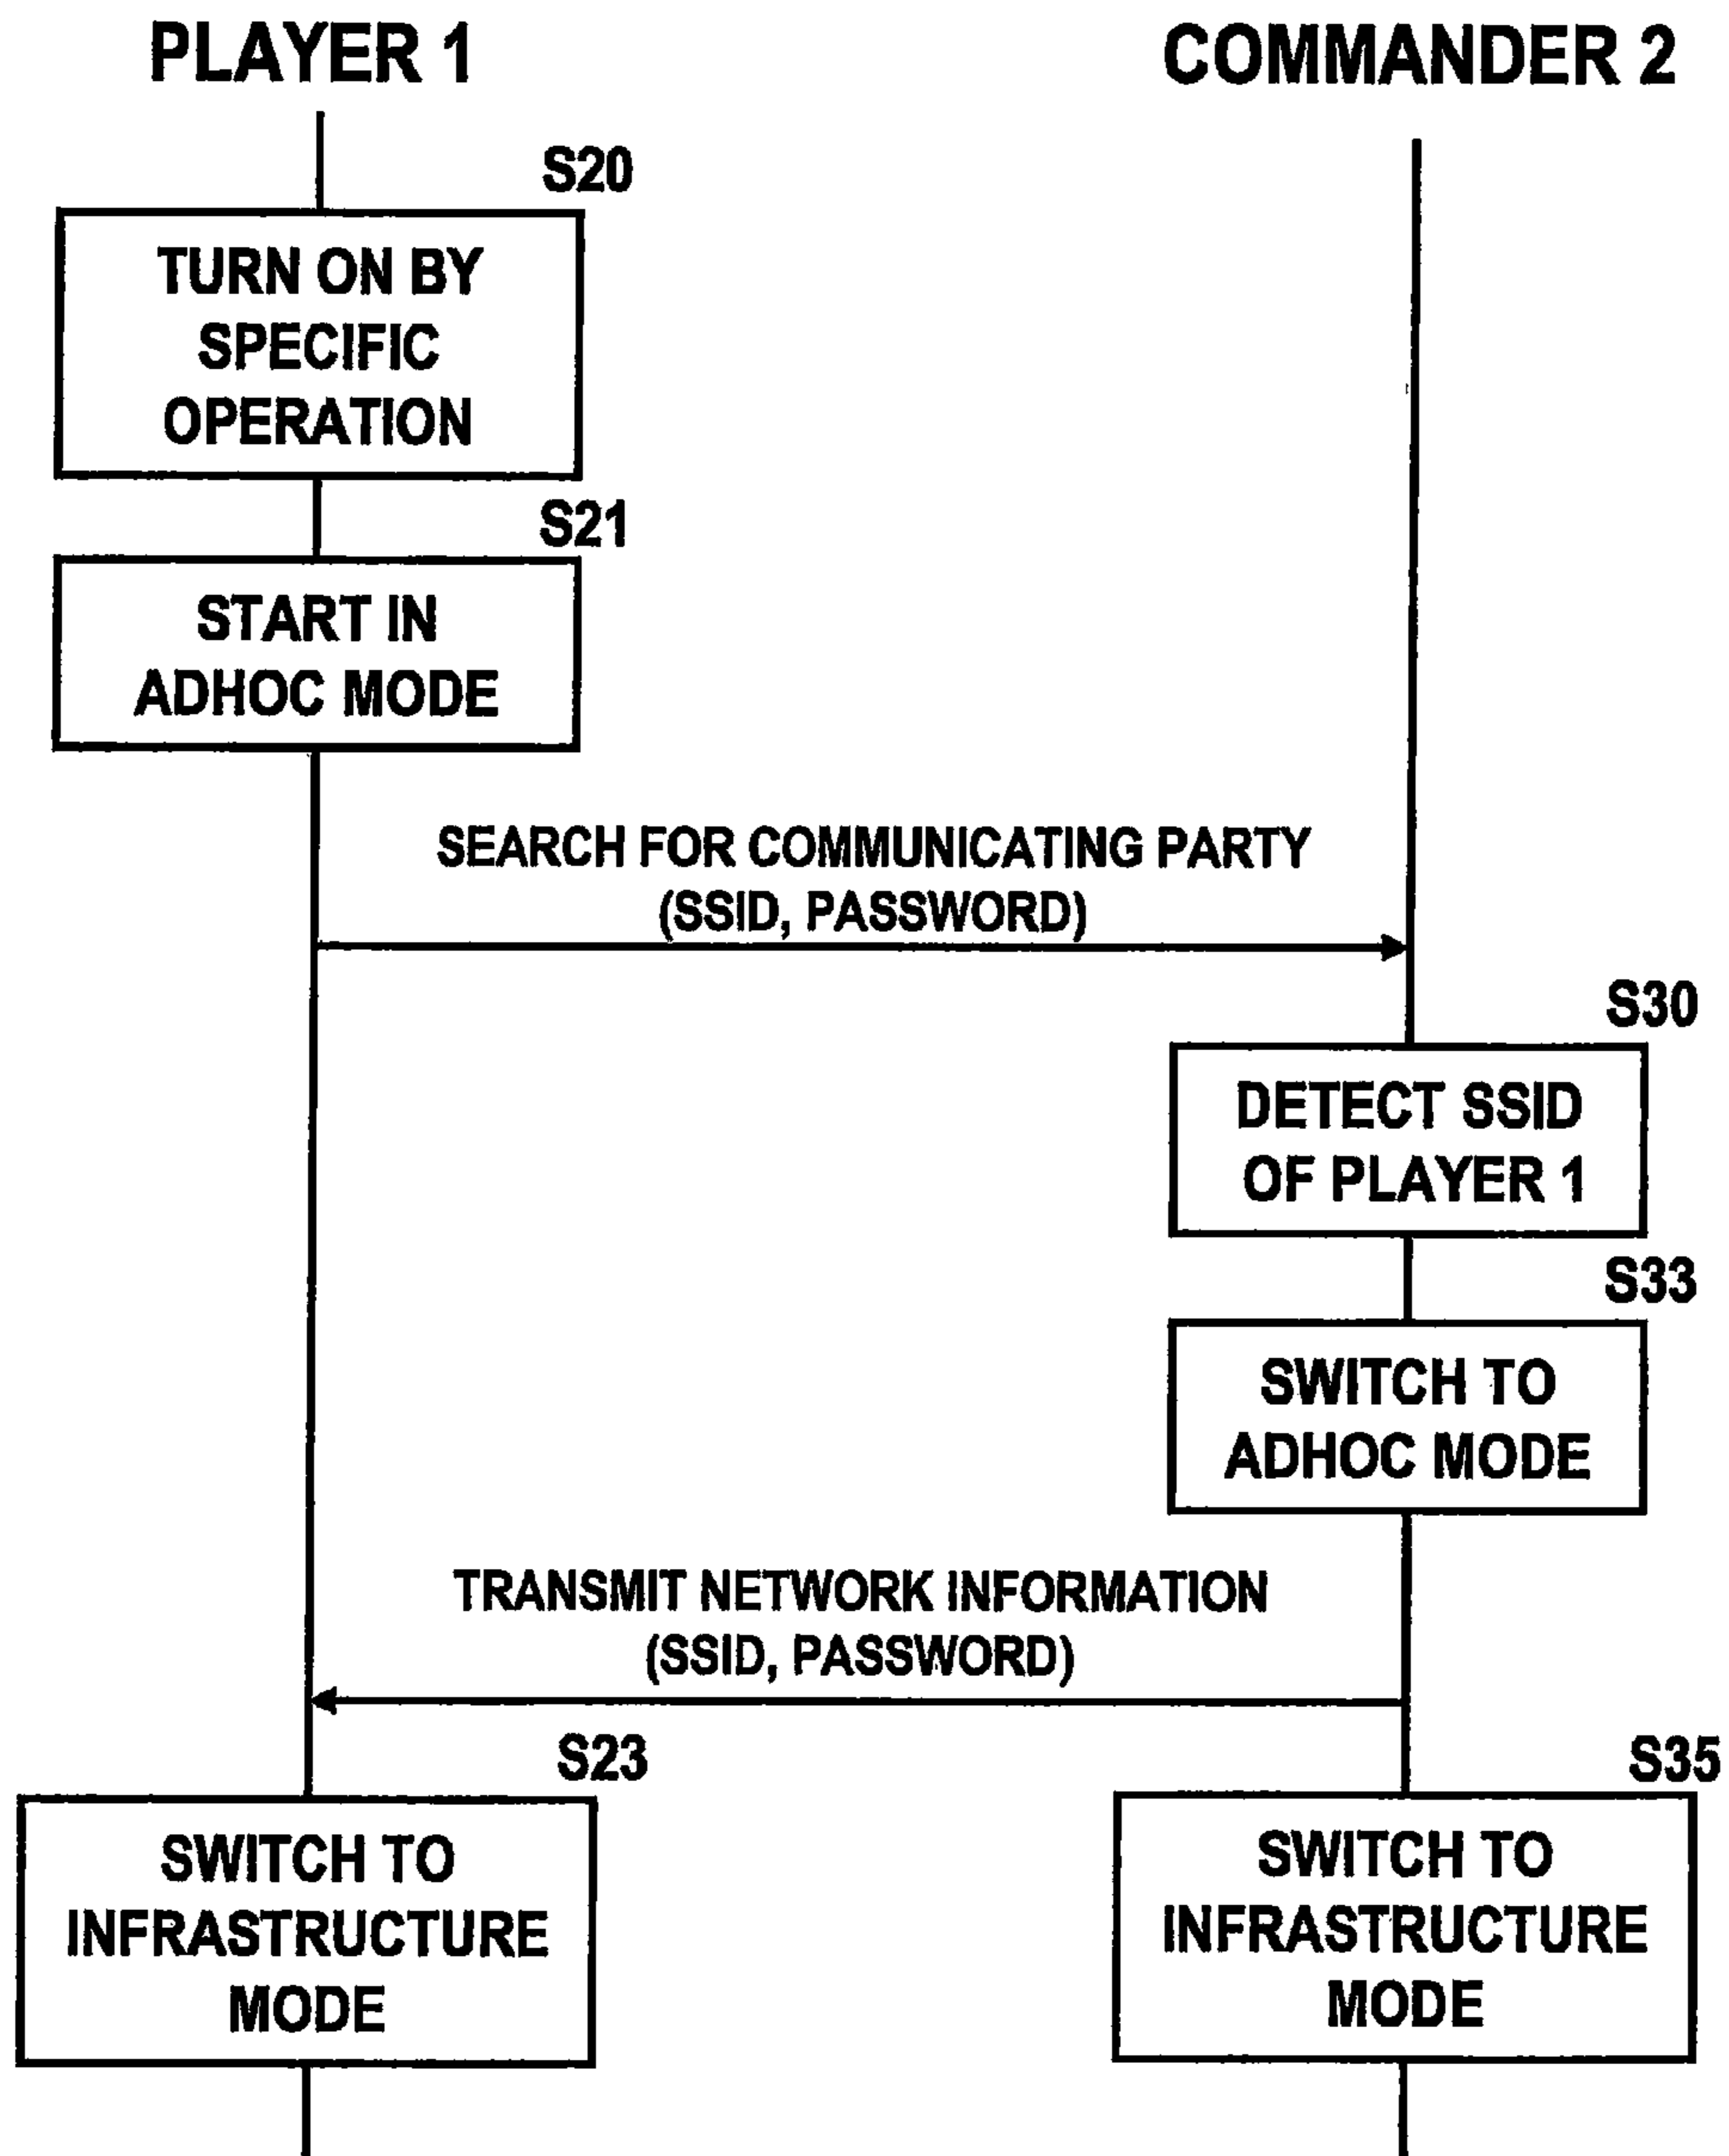 PLAYER 1
COMMANDER 2
S20
TURN ON BY
SPECIFIC
OPERATION
S21
START IN
ADHOC MODE
SEARCH FOR COMMUNICATING PARTY
(SSID, PASSWORD)
S30
DETECT SSID
OF PLAYER 1
S33
SWITCH TO
ADHOC MODE
TRANSMIT NETWORK INFORMATION
(SSID, PASSWORD)
S23
SWITCH TO
INFRASTRUCTURE
MODE
S35
SWITCH TO
INFRASTRUCTURE
MODE